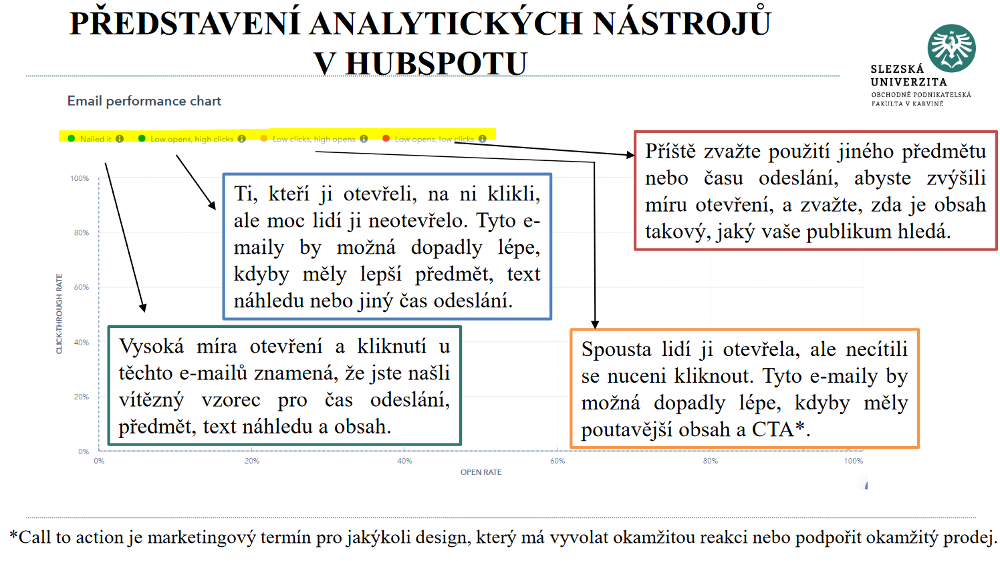 PŘEDSTAVENÍ ANALYTICKÝCH NÁSTROJŮ
V HUBSPOTU
SLEZSKÁ
UNIVERZITA
OBCHODNĚ PODNIKATELSKÁ
FAKULTA V KARVINÉ
Email performance chart
Nailed it Low opens, high clicks Low clicks, high opens Low opens, low clicks
Příště zvažte použití jiného předmětu
nebo času odeslání, abyste zvýšili
míru otevření, a zvažte, zda je obsah
takový, jaký vaše publikum hledá.
Ti, kteří ji otevřeli, na ni klikli,
ale moc lidí ji neotevřelo. Tyto e-
maily by možná dopadly lépe,
kdyby měly lepší předmět, text
náhledu nebo jiný čas odeslání.
Vysoká míra otevření a kliknutí u
těchto e-mailů znamená, že jste našli
vítězný vzorec pro čas odeslání,
předmět, text náhledu a obsah.
Spousta lidí ji otevřela, ale necítili
se nuceni kliknout. Tyto e-maily by
možná dopadly lépe, kdyby měly
poutavější obsah a CTA*.
CLICK-THROUGH RATE
100%
80%
60%
40%
20%
0%
0% 20% 40% 60% 80% 100%
OPEN RATE
*Call to action je marketingový termín pro jakýkoli design, který má vyvolat okamžitou reakci nebo podpořit okamžitý prodej.